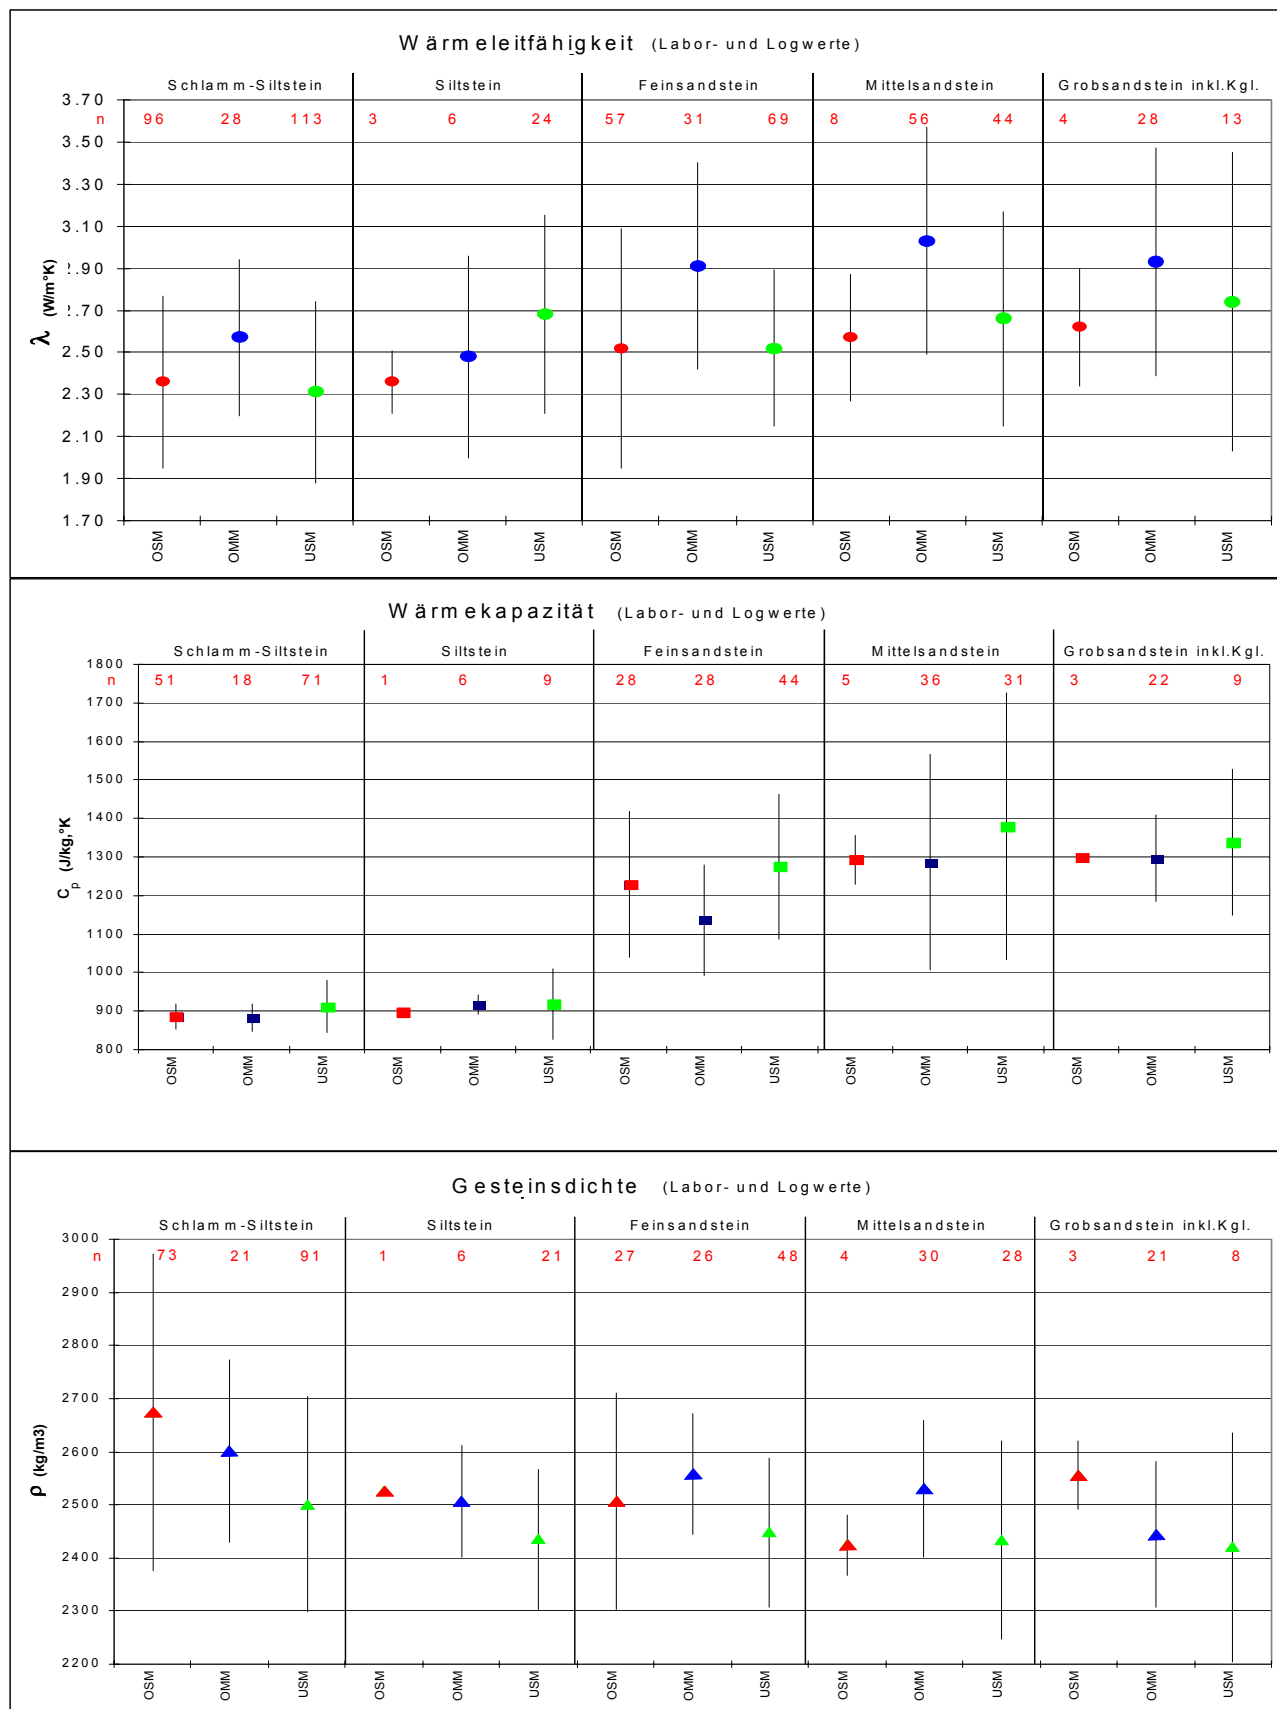 Wärmeleitfähigkeit (Labor- und Logwerte)
Schlamm-Siltstein Siltstein Feinsandstein Mittelsandstein Grobsandstein inkl.Kgl.
3.70
n 96 28 113 3 6 24 57 31 69 8 56 44 4 28 13
3.50
3.30
3.10
2.90
2.70
2.50
2.30
2.10
1.90
1.70
λ (W/m°K)
OSM OMM USM OSM OMM USM OSM OMM USM OSM OMM USM OSM OMM USM
Wärmekapazität (Labor- und Logwerte)
Schlamm-Siltstein Siltstein Feinsandstein Mittelsandstein Grobsandstein inkl.Kgl.
1800
n 51 18 71 1 6 9 28 28 44 5 36 31 3 22 9
1700
1600
1500
1400
1300
1200
1100
1000
900
800
Cp (J/kg,°K
OSM OMM USM OSM OMM USM OSM OMM USM OSM OMM USM OSM OMM USM
Gesteinsdichte (Labor- und Logwerte)
Schlamm-Siltstein Siltstein Feinsandstein Mittelsandstein Grobsandstein inkl.Kgl.
3000
n 73 21 91 1 6 21 27 26 48 4 30 28 3 21 8
2900
2800
2700
2600
2500
2400
2300
2200
ρ (kg/m3)
OSM OMM USM OSM OMM USM OSM OMM USM OSM OMM USM OSM OMM USM